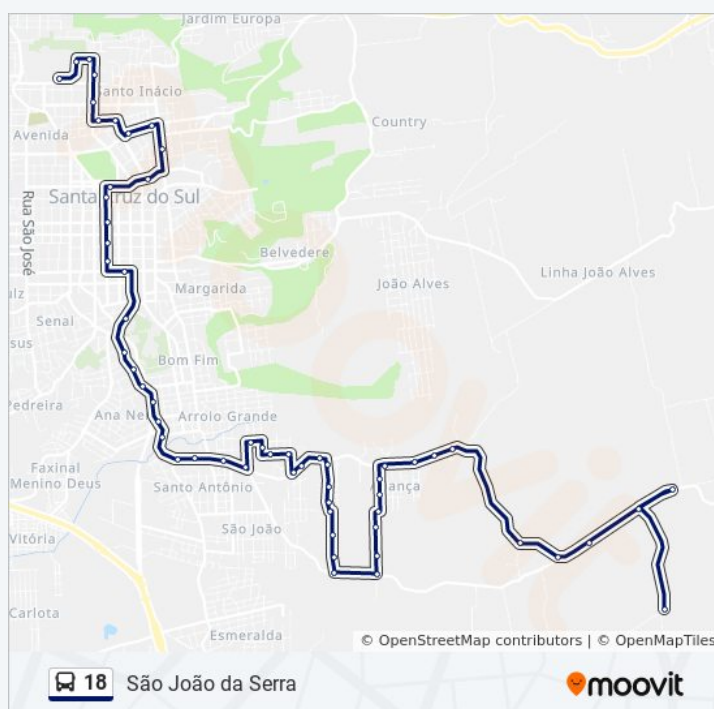 Jardim Europa
Santo Inácio
Avenida
Country
Santa Cruz do Sul
Rua São José
Belvedere
João Alves
Linha João Alves
Margarida
Senai
Bom Fim
Pedreira
Ana Ne
Arroio Grande
Faxinal
Menino Deus
Santo Antônio
Aliança
São João
Vitória
Carlota
Esmeralda
© OpenStreetMap contributors | © OpenMapTiles
18 São João da Serra
moovit